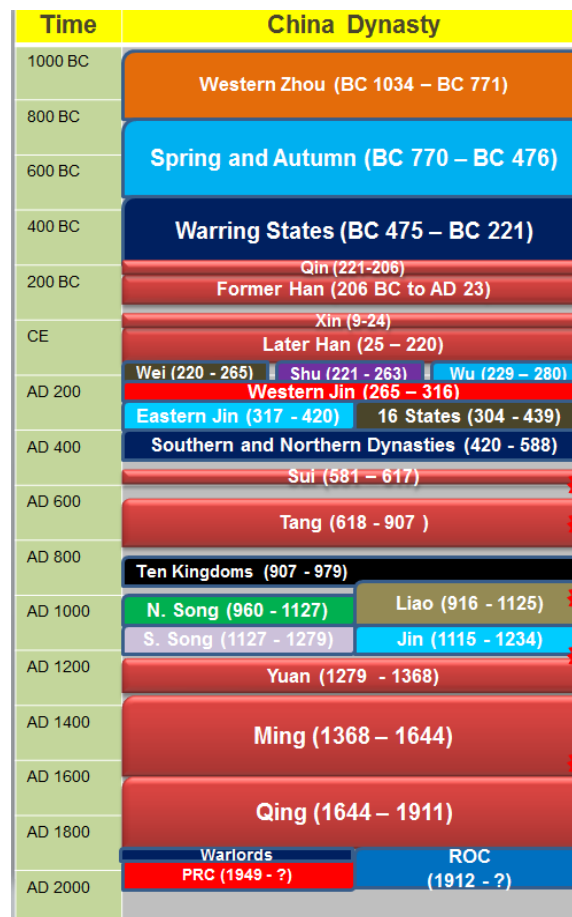 Time
China Dynasty
1000 BC
Western Zhou (BC 1034 – BC 771)
800 BC
Spring and Autumn (BC 770 – BC 476)
600 BC
400 BC
Warring States (BC 475 – BC 221)
Qin (221-206)
200 BC
Former Han (206 BC to AD 23)
Xin (9-24)
CE
Later Han (25 – 220)
Wei (220 - 265)
Shu (221 - 263)
Wu (229 – 280)
AD 200
Western Jin (265 – 316)
Eastern Jin (317 - 420)
16 States (304 - 439)
AD 400
Southern and Northern Dynasties (420 - 588)
Sui (581 – 617)
AD 600
Tang (618 - 907 )
AD 800
Ten Kingdoms (907 - 979)
AD 1000
N. Song (960 - 1127)
Liao (916 - 1125)
S. Song (1127 - 1279)
Jin (1115 - 1234)
AD 1200
Yuan (1279 - 1368)
AD 1400
Ming (1368 – 1644)
AD 1600
Qing (1644 – 1911)
AD 1800
Warlords
ROC
(1912 - ?)
PRC (1949 - ?)
AD 2000